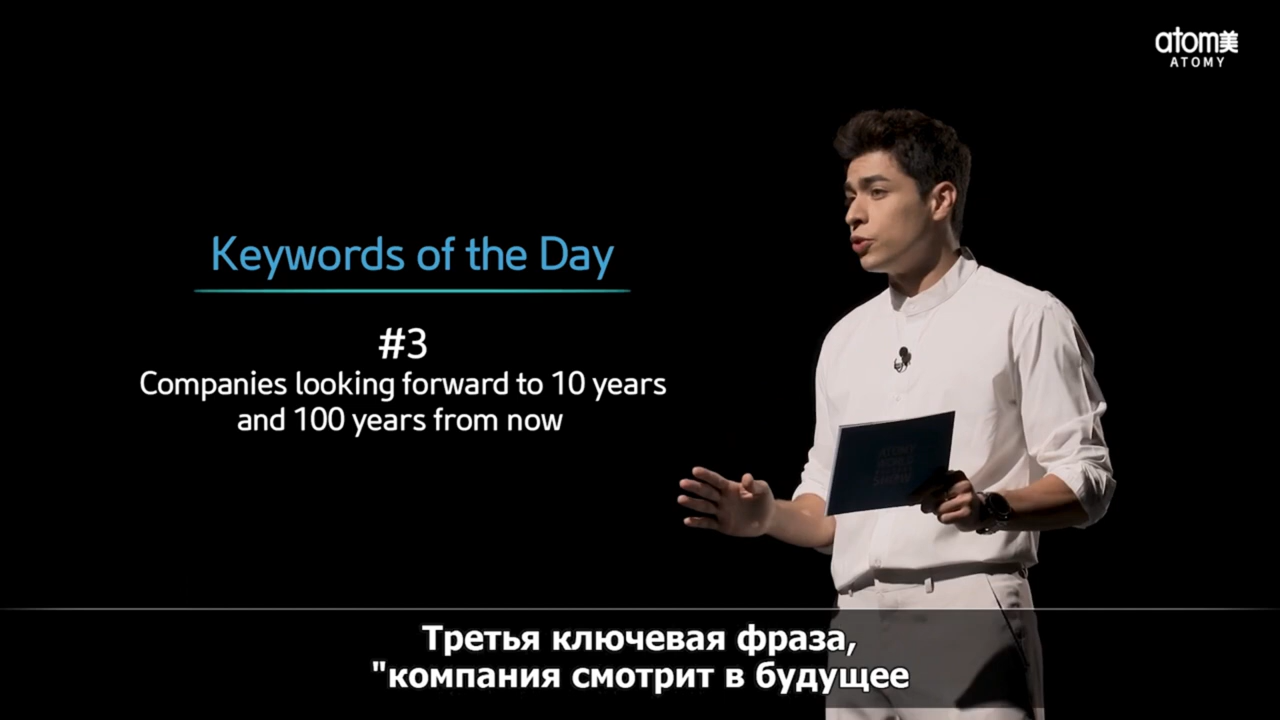 atom美
ATOMY
Keywords of the Day
#3
Companies looking forward to 10 years
and 100 years from now
Третья ключевая фраза,
"компания смотрит в будущее